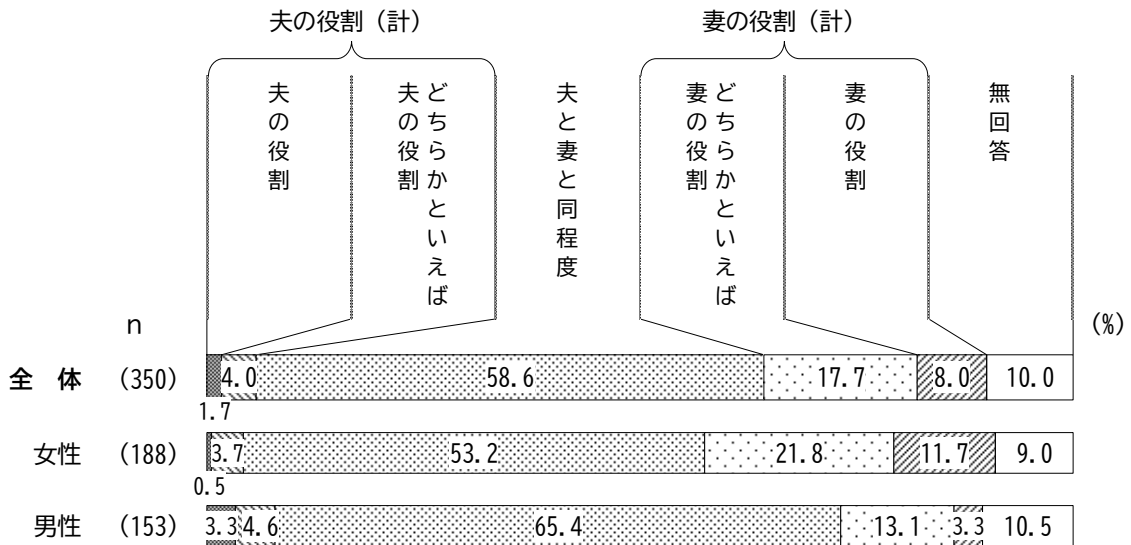 夫の役割（計）
妻の役割（計）
夫の役割
どちらかといえば
夫の役割
夫と妻と同程度
どちらかといえば
妻の役割
妻の役割
無回答
n
(%)
全　体 (350) 4.0 58.6 17.7 8.0 10.0
1.7
女性 (188) 3.7 53.2 21.8 11.7 9.0
0.5
男性 (153) 3.3 4.6 65.4 13.1 3.3 10.5